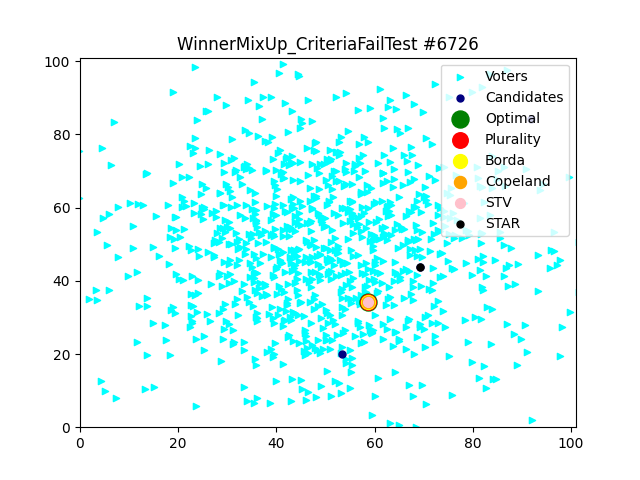 WinnerMixUp_CriteriaFailTest #6726
100
80
60
40
20
0
0 20 40 60 80 100
Voters
Candidates
Optimal
Plurality
Borda
Copeland
STV
STAR